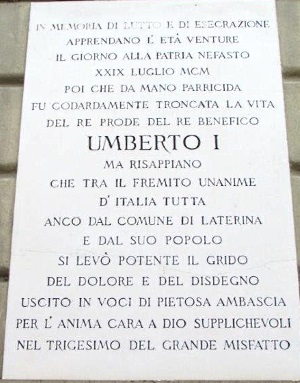 IN MEMORIA DI LUTTO E DI ESECRAZIONE
APPRENDANO L'ETÀ VENTURE
IL GIORNO ALLA PATRIA NEFASTO
XXIX LUGLIO MCM
POI CHE DA MANO PARRICIDA
FU CODARDAMENTE TRONCATA LA VITA
DEL RE PRODE DEL RE BENEFICO
UMBERTO I
MA RISAPPIANO
CHE TRA IL FREMITO UNANIME
D'ITALIA TUTTA
ANCO DAL COMUNE DI LATERINA
E DAL SUO POPOLO
SI LEVÒ POTENTE IL GRIDO
DEL DOLORE E DEL DISDEGNO
USCITO IN VOCI DI PIETOSA AMBASCIA
PER L'ANIMA CARA A DIO SUPPLICHEVOLI
NEL TRIGESIMO DEL GRANDE MISFATTO